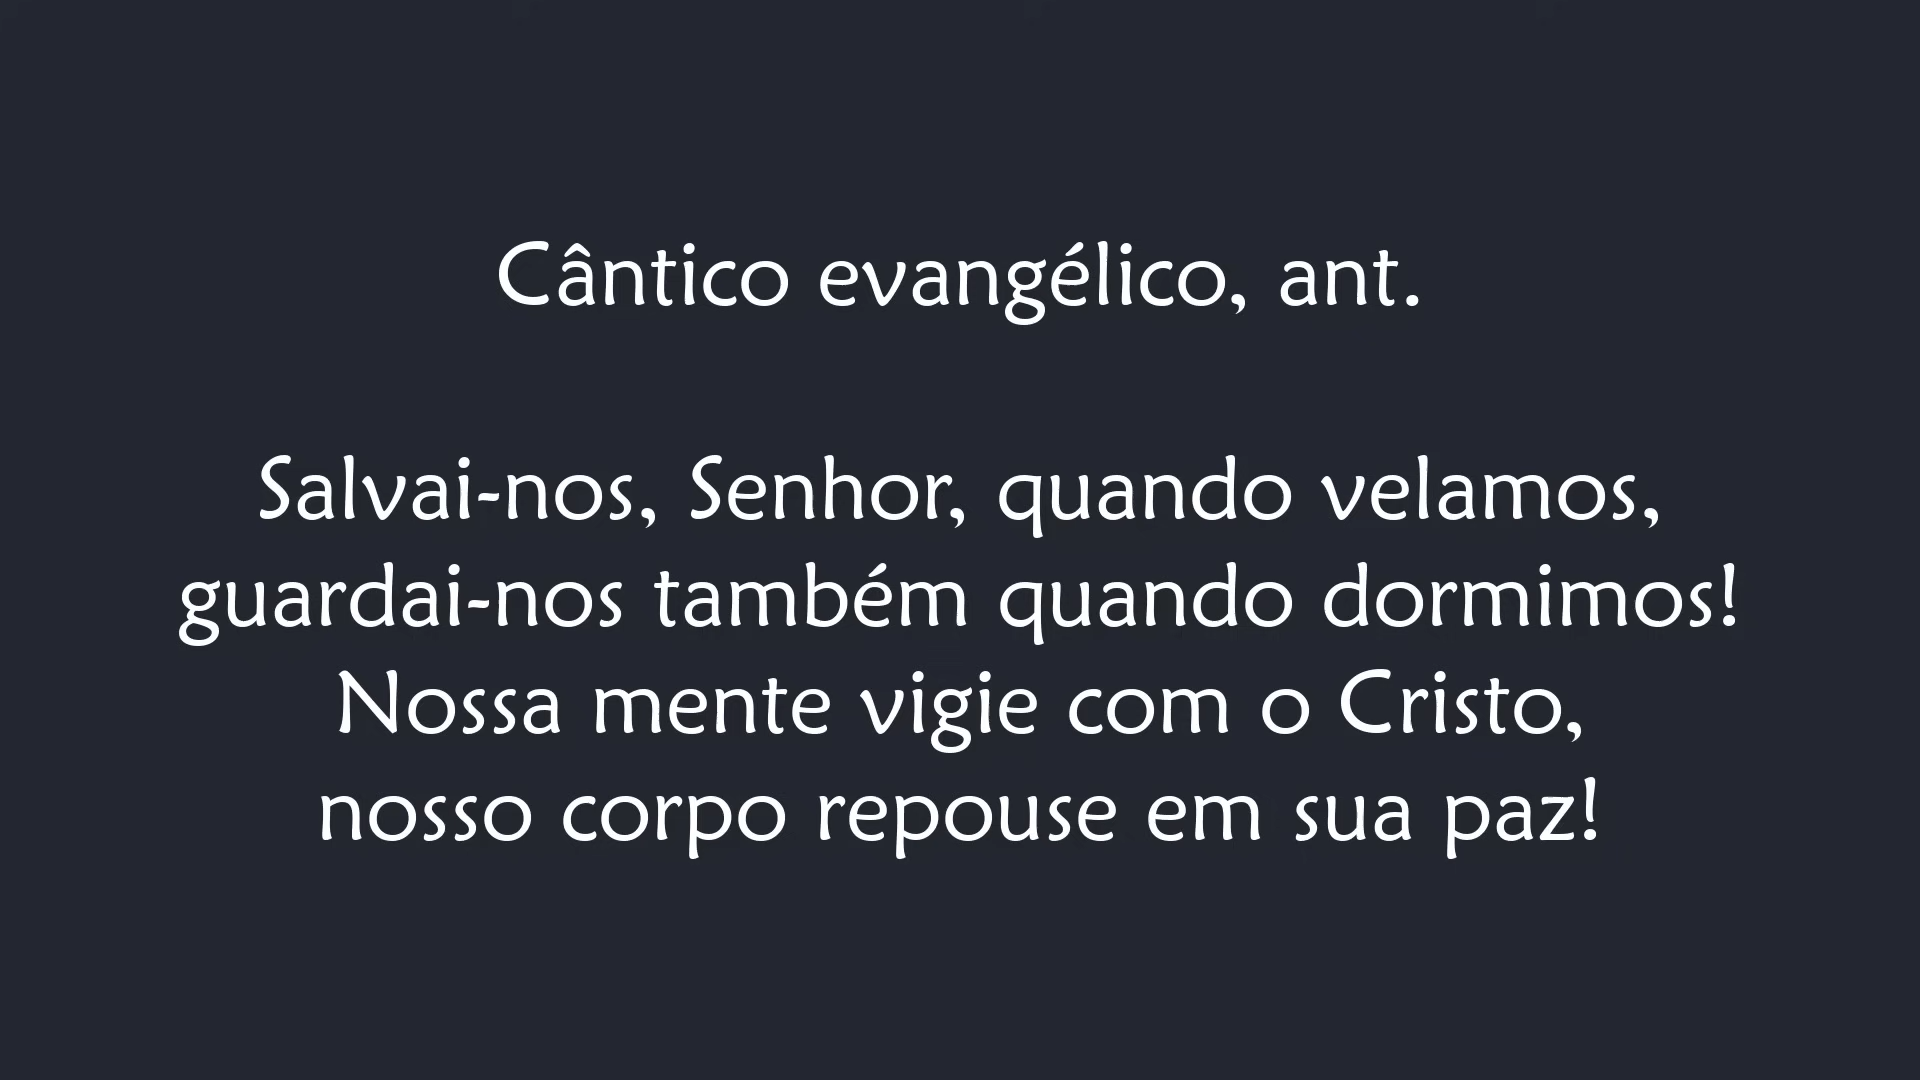 Cântico evangélico, ant.
Salvai-nos, Senhor, quando velamos,
guardai-nos também quando dormimos!
Nossa mente vigie com o Cristo,
nosso corpo repouse em sua paz!